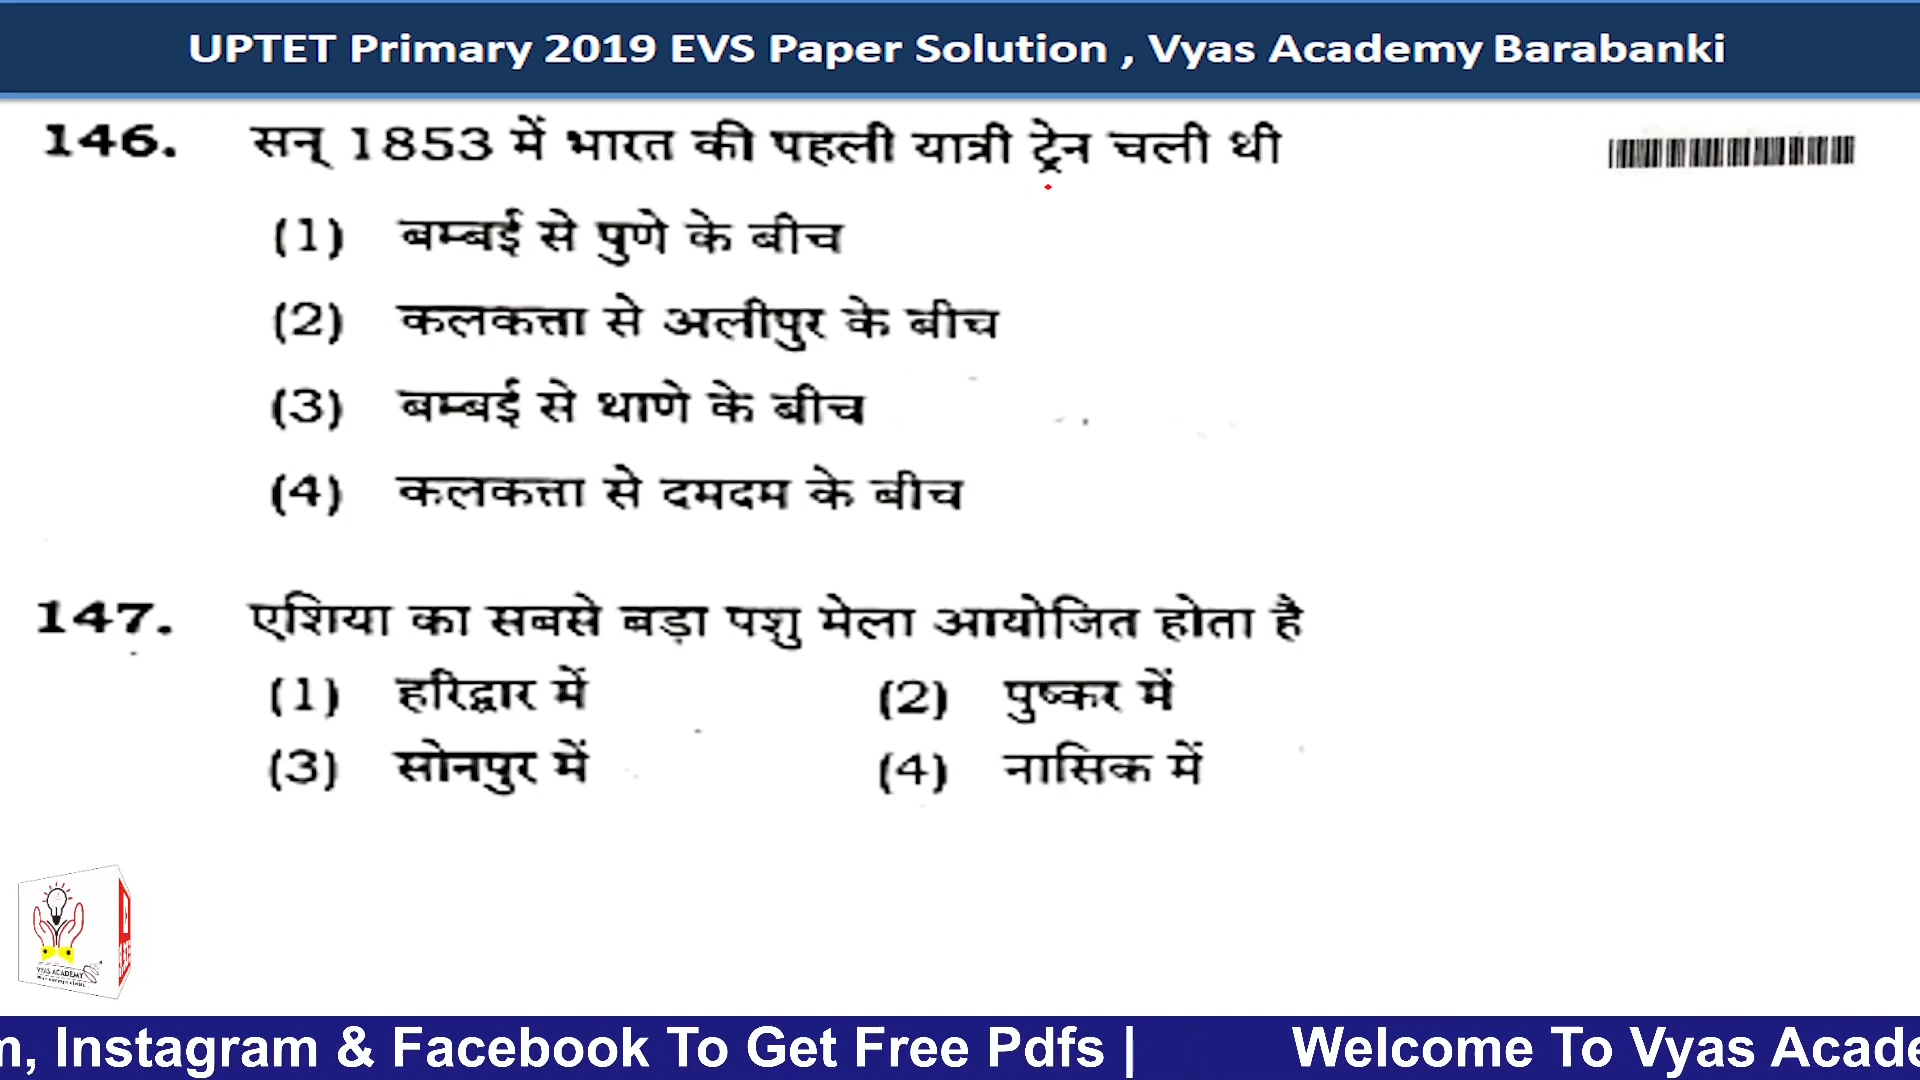 UPTET Primary 2019 EVS Paper Solution , Vyas Academy Barabanki
146. सन् 1853 में भारत की पहली यात्री ट्रेन चली थी
(1) बम्बई से पुणे के बीच
(2) कलकत्ता से अलीपुर के बीच
(3) बम्बई से थाणे के बीच
(4) कलकत्ता से दमदम के बीच
147. एशिया का सबसे बड़ा पशु मेला आयोजित होता है
(1) हरिद्वार में (2) पुष्कर में
(3) सोनपुर में (4) नासिक में
VYAS ACADEMY
m, Instagram & Facebook To Get Free Pdfs | Welcome To Vyas Acade